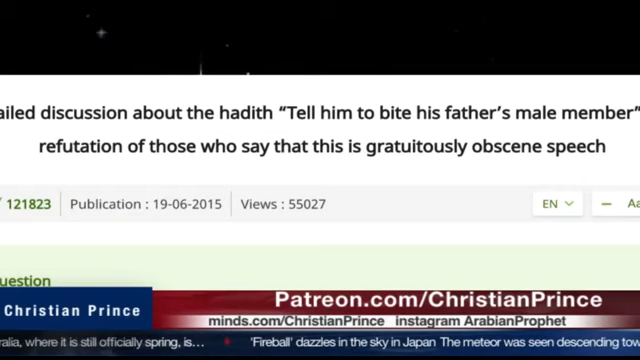 ailed discussion about the hadith “Tell him to bite his father’s male member”
refutation of those who say that this is gratuitously obscene speech
121823 Publication : 19-06-2015 Views : 55027 EN
uestion
Christian Prince
Patreon.com/ChristianPrince
minds.com/ChristianPrince instagram ArabianProphet
ralia, where it is still officially spring, is… 'Fireball' dazzles in the sky in Japan The meteor was seen descending tow